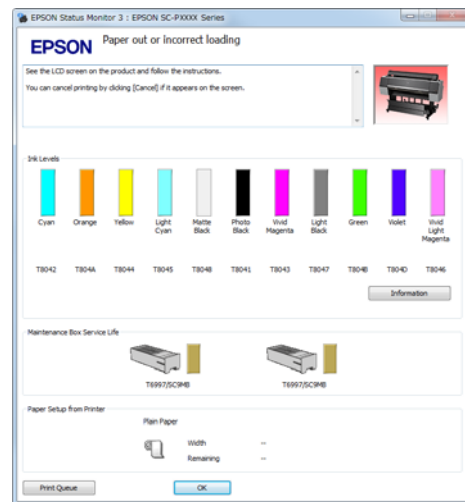 EPSON Status Monitor 3 : EPSON SC-PXXXX Series
EPSON
Paper out or incorrect loading
See the LCD screen on the product and follow the instructions.
You can cancel printing by clicking [Cancel] if it appears on the screen.
Ink Levels
Cyan Orange Yellow Light Cyan Matte Black Photo Black Vivid Magenta Light Black Green Violet Vivid Light Magenta
T8042 T804A T8044 T8045 T8048 T8041 T8043 T8047 T804B T804D T8046
Information
Maintenance Box Service Life
T6997/SC9MB T6997/SC9MB
Paper Setup from Printer
Plain Paper
Width --
Remaining --
Print Queue OK